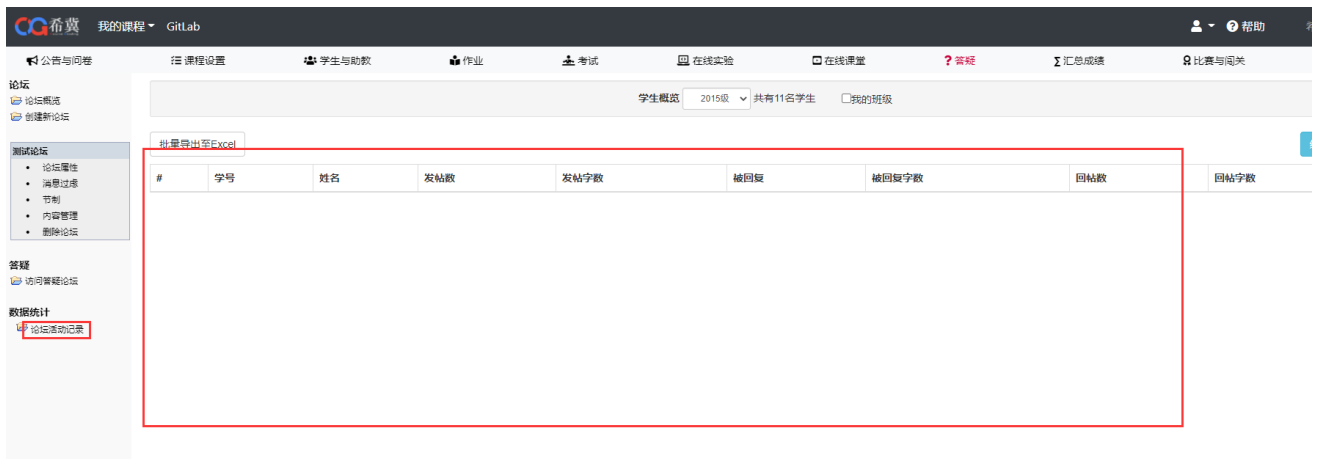 CG希冀 我的课程 GitLab 帮助
公告与问卷 课程设置 学生与助教 作业 考试 在线实验 在线课堂 答疑 汇总成绩 比赛与闯关
论坛
论坛概览
创建新论坛
测试论坛
论坛属性
消息过虑
节制
内容管理
删除论坛
答疑
访问答疑论坛
数据统计
论坛活动记录
学生概览 2015级 共有11名学生 我的班级
批量导出至Excel
# 学号 姓名 发帖数 发帖字数 被回复 被回复字数 回帖数 回帖字数